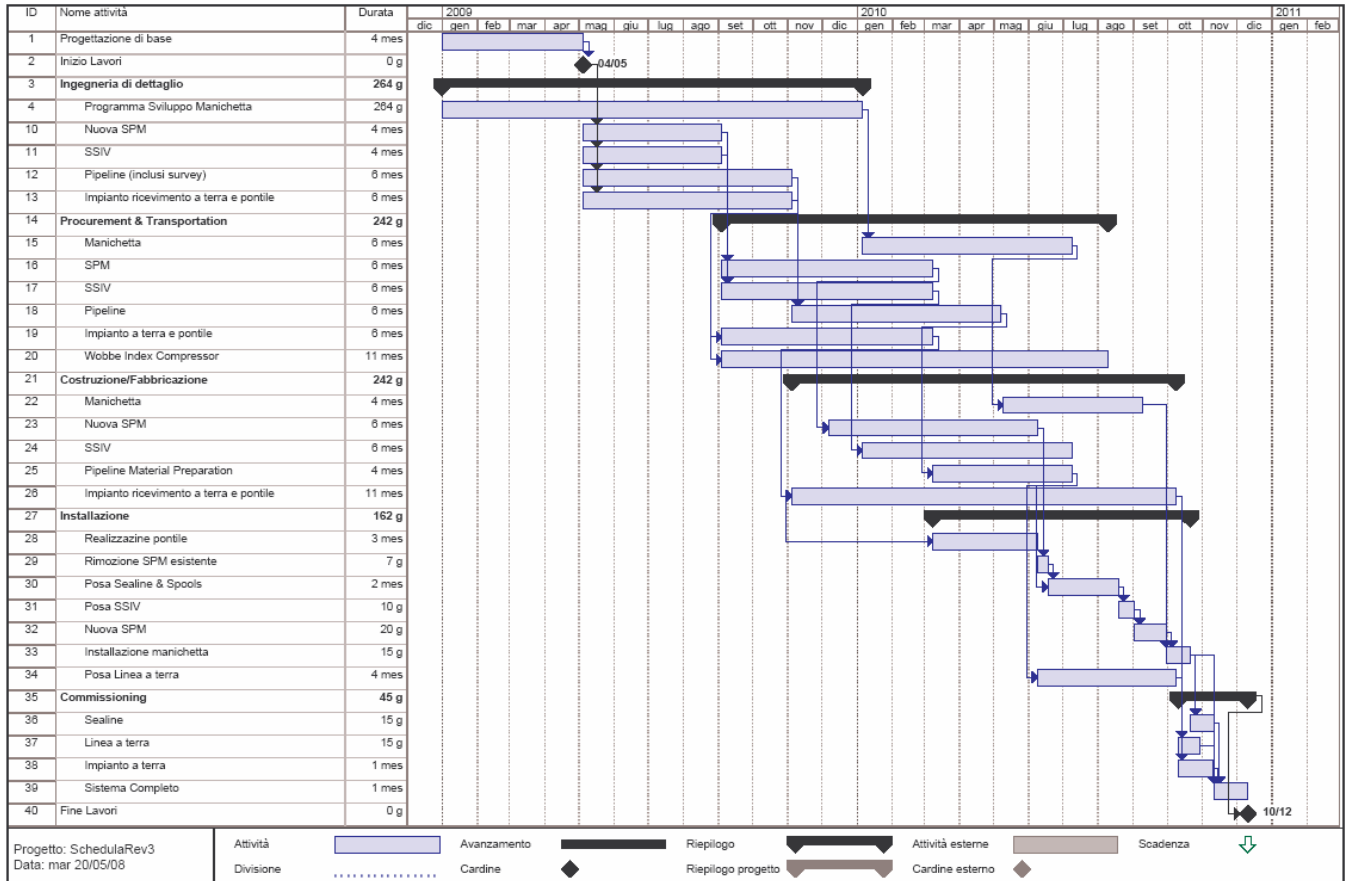 ID Nome attività Durata 2009 2010 2011
dic gen feb mar apr mag giu lug ago set ott nov dic gen feb mar apr mag giu lug ago set ott nov dic gen feb
1 Progettazione di base 4 mes
2 Inizio Lavori 0 g 04/05
3 Ingegneria di dettaglio 264 g
4 Programma Sviluppo Manichetta 264 g
10 Nuova SPM 4 mes
11 SSIV 4 mes
12 Pipeline (inclusi survey) 6 mes
13 Impianto ricevimento a terra e pontile 6 mes
14 Procurement & Transportation 242 g
15 Manichetta 6 mes
16 SPM 6 mes
17 SSIV 6 mes
18 Pipeline 6 mes
19 Impianto a terra e pontile 6 mes
20 Wobbe Index Compressor 11 mes
21 Costruzione/Fabbricazione 242 g
22 Manichetta 4 mes
23 Nuova SPM 6 mes
24 SSIV 6 mes
25 Pipeline Material Preparation 4 mes
26 Impianto ricevimento a terra e pontile 11 mes
27 Installazione 162 g
28 Realizzazine pontile 3 mes
29 Rimozione SPM esistente 7 g
30 Posa Sealine & Spools 2 mes
31 Posa SSIV 10 g
32 Nuova SPM 20 g
33 Installazione manichetta 15 g
34 Posa Linea a terra 4 mes
35 Commissioning 45 g
36 Sealine 15 g
37 Linea a terra 15 g
38 Impianto a terra 1 mes
39 Sistema Completo 1 mes
40 Fine Lavori 0 g 10/12
Progetto: SchedulaRev3
Data: mar 20/05/08
Attività Avanzamento Riepilogo Attività esterne Scadenza
Divisione Cardine Riepilogo progetto Cardine esterno